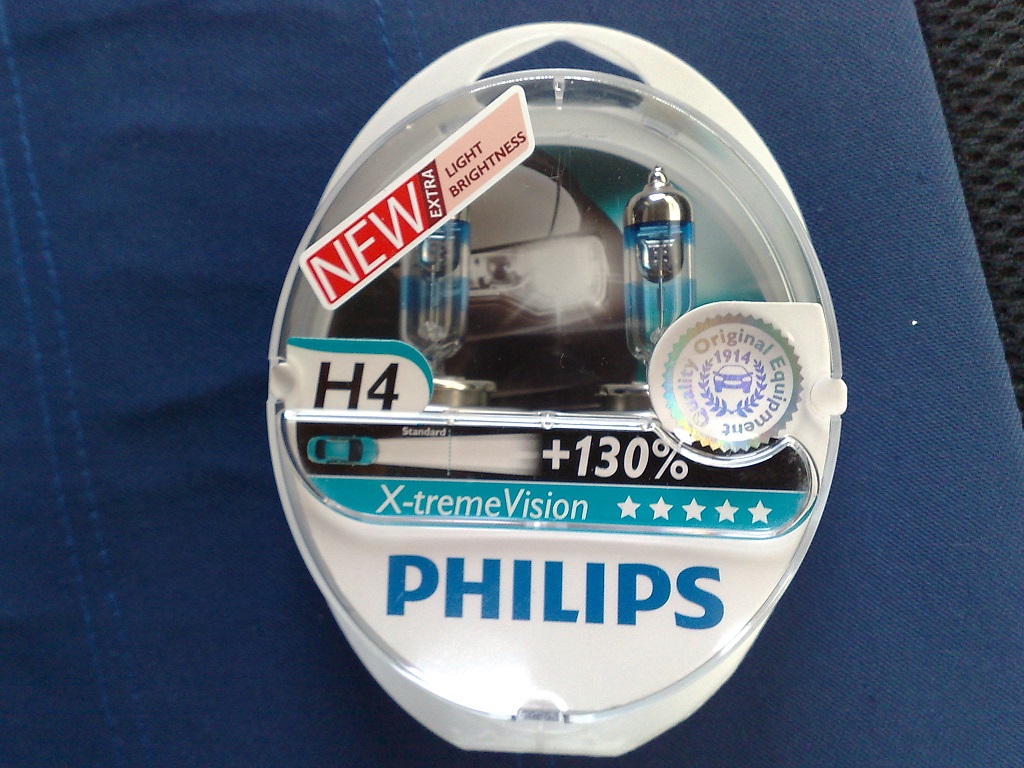 NEW
EXTRA
LIGHT
BRIGHTNESS
H4
Quality Original Equipment
1914
Standard
+130%
X-tremeVision
PHILIPS